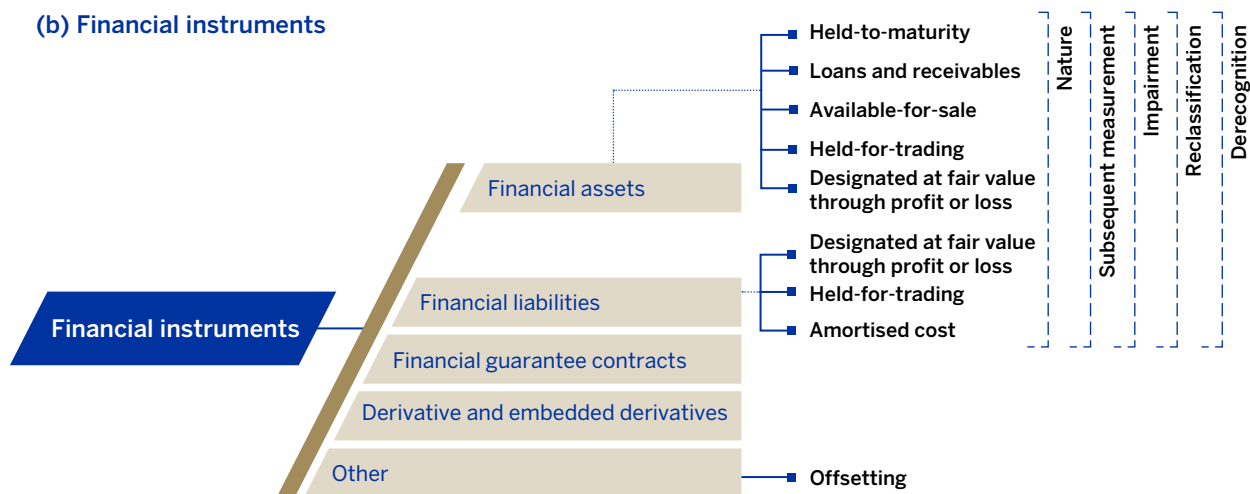 (b) Financial instruments
Held-to-maturity
Loans and receivables
Available-for-sale
Held-for-trading
Designated at fair value
through profit or loss
Financial assets
Designated at fair value
through profit or loss
Held-for-trading
Amortised cost
Financial liabilities
Financial instruments
Financial guarantee contracts
Derivative and embedded derivatives
Other
Offsetting
Nature
Subsequent measurement
Impairment
Reclassification
Derecognition